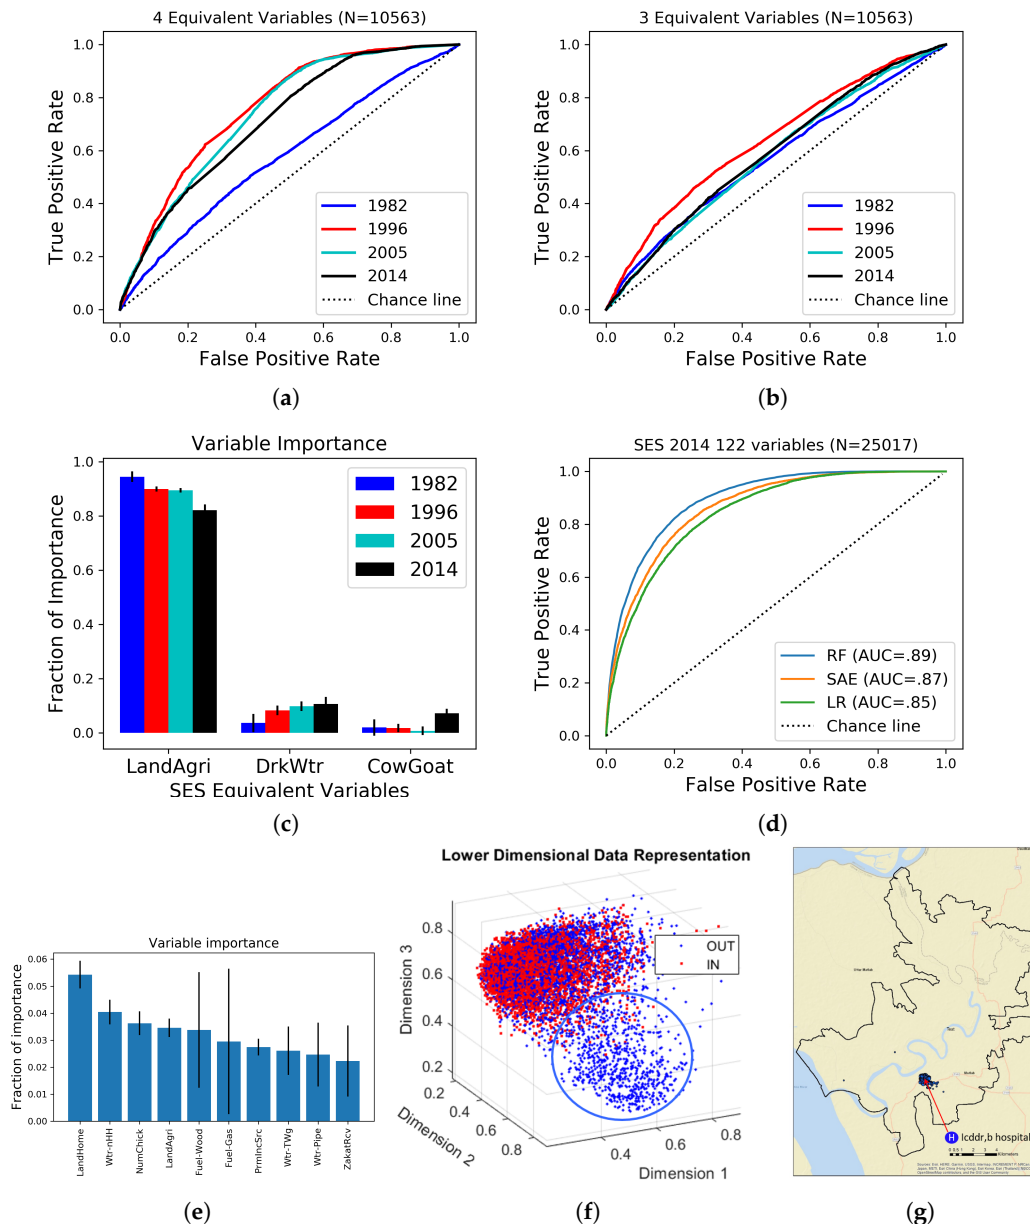 4 Equivalent Variables (N=10563)
True Positive Rate
1.0
0.8
0.6
0.4
0.2
0.0
1982
1996
2005
2014
Chance line
0.0 0.2 0.4 0.6 0.8 1.0
False Positive Rate
(a)
3 Equivalent Variables (N=10563)
True Positive Rate
1.0
0.8
0.6
0.4
0.2
0.0
1982
1996
2005
2014
Chance line
0.0 0.2 0.4 0.6 0.8 1.0
False Positive Rate
(b)
Variable Importance
Fraction of Importance
1.0
0.8
0.6
0.4
0.2
0.0
1982
1996
2005
2014
LandAgri DrkWtr CowGoat
SES Equivalent Variables
(c)
SES 2014 122 variables (N=25017)
True Positive Rate
1.0
0.8
0.6
0.4
0.2
0.0
RF (AUC=.89)
SAE (AUC=.87)
LR (AUC=.85)
Chance line
0.0 0.2 0.4 0.6 0.8 1.0
False Positive Rate
(d)
Variable importance
Fraction of importance
0.06
0.05
0.04
0.03
0.02
0.01
0.00
LandHome
Wtr-nHH
NumChick
LandAgri
Fuel-Wood
Fuel-Gas
PrmIncSrc
Wtr-TWg
Wtr-Pipe
ZakatRcv
(e)
Lower Dimensional Data Representation
Dimension 3
0.8
0.6
0.4
0.2
OUT
IN
0.2
0.4
0.6
0.8
Dimension 2
0.4 0.6 0.8
Dimension 1
(f)
H Icddr,b hospital
(g)